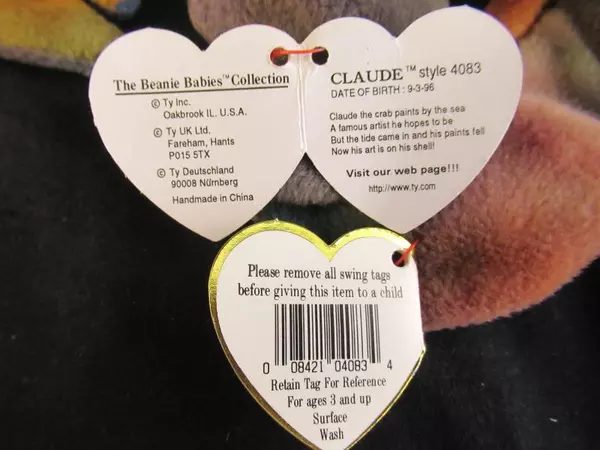 The Beanie Babies™ Collection
© Ty Inc.
Oakbrook IL. U.S.A.
© Ty UK Ltd.
Fareham, Hants
P015 5TX
© Ty Deutschland
90008 Nürnberg
Handmade in China
CLAUDE™ style 4083
DATE OF BIRTH : 9-3-96
Claude the crab paints by the sea
A famous artist he hopes to be
But the tide came in and his paints fell
Now his art is on his shell!
Visit our web page!!!
http://www.ty.com
Please remove all swing tags
before giving this item to a child
0 08421 04083 4
Retain Tag For Reference
For ages 3 and up
Surface
Wash